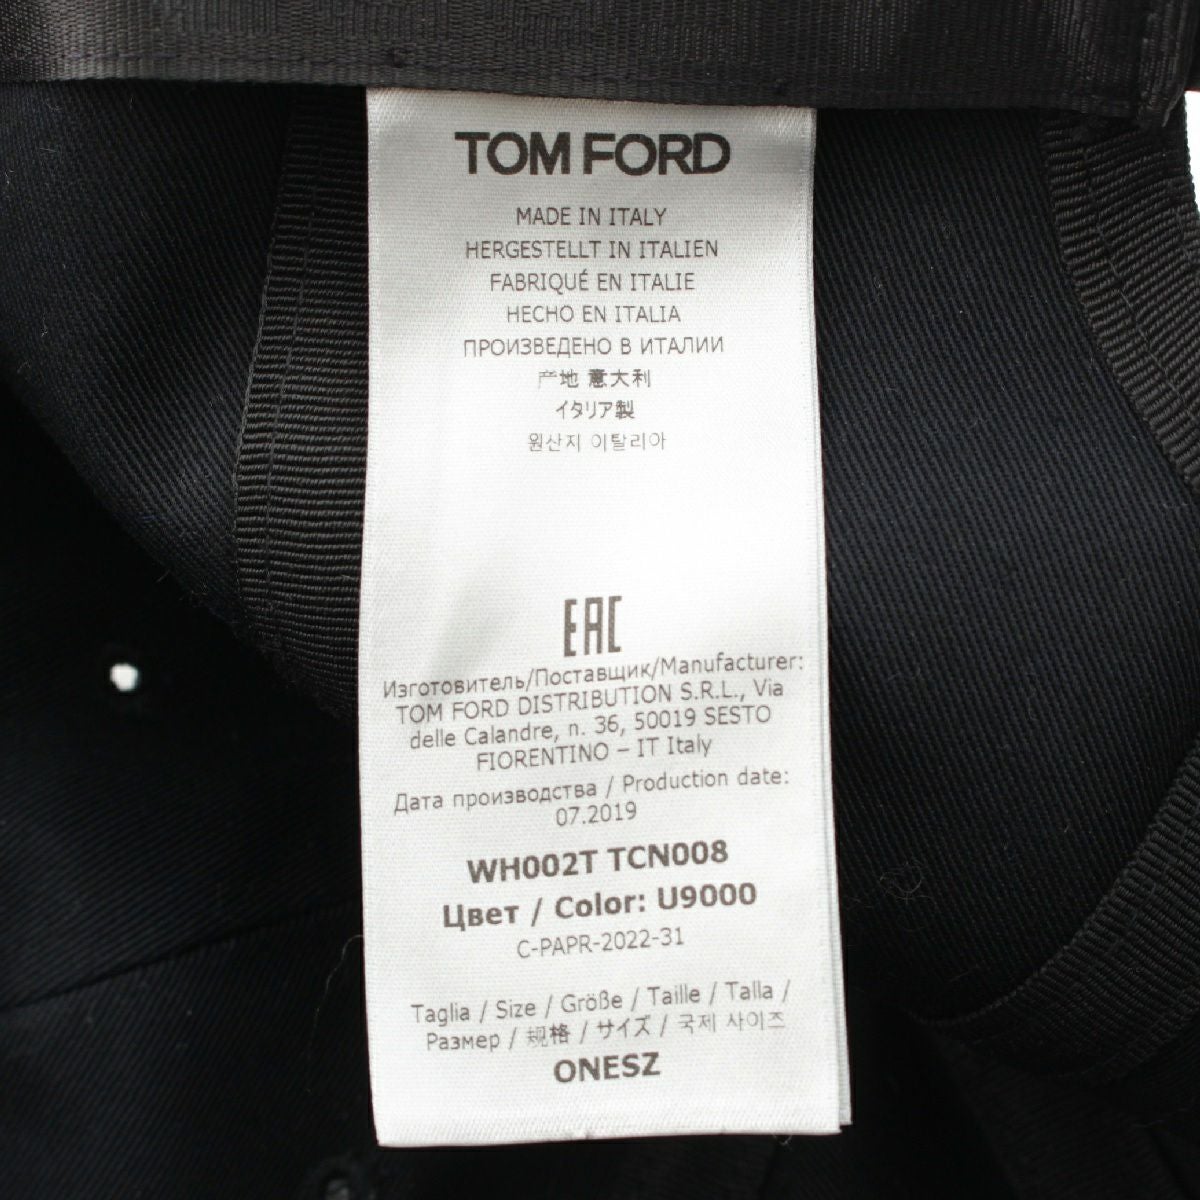 TOM FORD
MADE IN ITALY
HERGESTELLT IN ITALIEN
FABRIQUÉ EN ITALIE
HECHO EN ITALIA
ПРОИЗВЕДЕНО В ИТАЛИИ
产地 意大利
イタリア製
원산지 이탈리아
EAC
Изготовитель/Поставщик/Manufacturer:
TOM FORD DISTRIBUTION S.R.L., Via
delle Calandre, n. 36, 50019 SESTO
FIORENTINO – IT Italy
Дата производства / Production date:
07.2019
WH002T TCN008
Цвет / Color: U9000
C-PAPR-2022-31
Taglia / Size / Größe / Taille / Talla /
Размер / 规格 / サイズ / 국제 사이즈
ONESZ